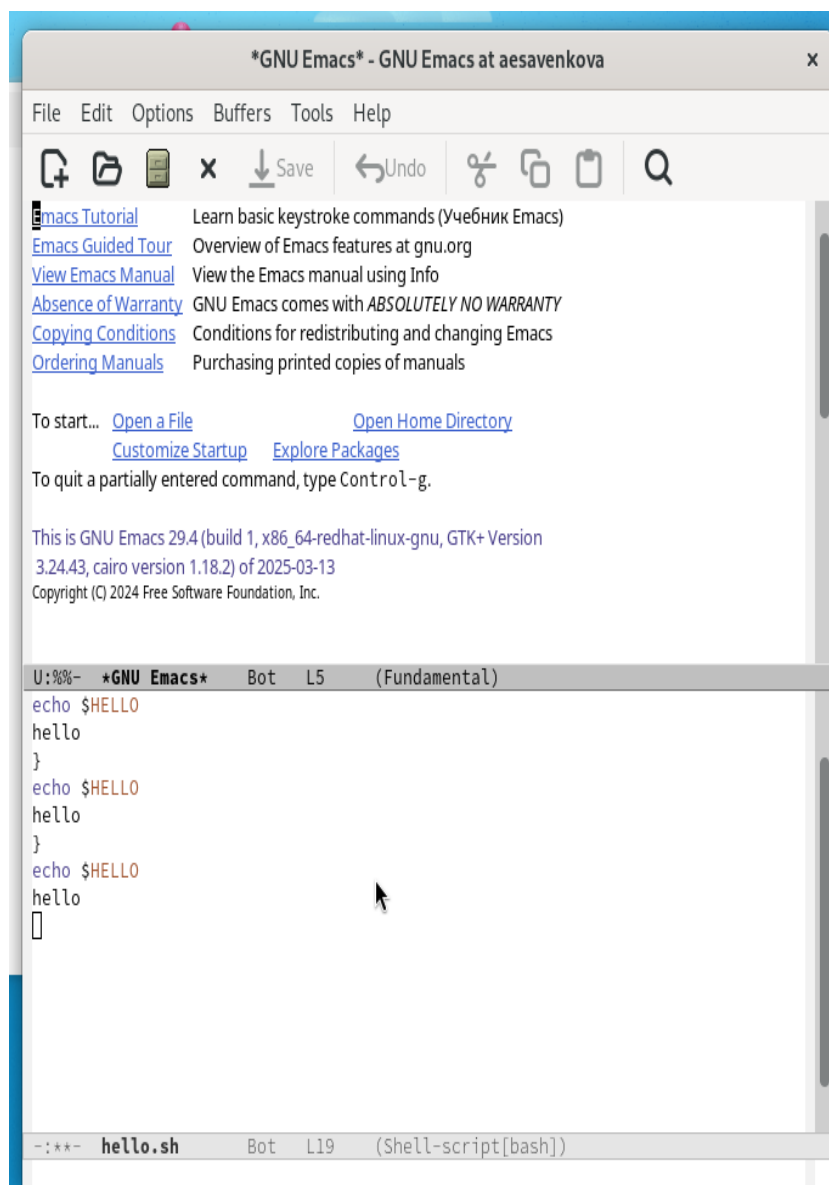 *GNU Emacs* - GNU Emacs at aesavenkova x
File Edit Options Buffers Tools Help
Save Undo
Emacs Tutorial Learn basic keystroke commands (Учебник Emacs)
Emacs Guided Tour Overview of Emacs features at gnu.org
View Emacs Manual View the Emacs manual using Info
Absence of Warranty GNU Emacs comes with ABSOLUTELY NO WARRANTY
Copying Conditions Conditions for redistributing and changing Emacs
Ordering Manuals Purchasing printed copies of manuals
To start... Open a File Open Home Directory
Customize Startup Explore Packages
To quit a partially entered command, type Control-g.
This is GNU Emacs 29.4 (build 1, x86_64-redhat-linux-gnu, GTK+ Version
3.24.43, cairo version 1.18.2) of 2025-03-13
Copyright (C) 2024 Free Software Foundation, Inc.
U:%%- *GNU Emacs* Bot L5 (Fundamental)
echo $HELLO
hello
}
echo $HELLO
hello
}
echo $HELLO
hello
-:**- hello.sh Bot L19 (Shell-script[bash])